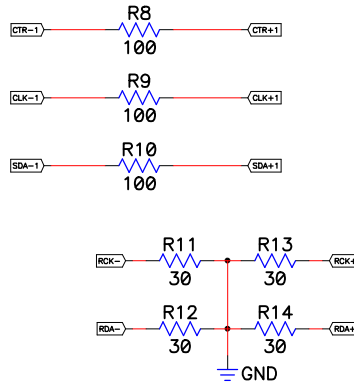 R8
CTR-1 CTR+1
100
R9
CLK-1 CLK+1
100
R10
SDA-1 SDA+1
100
R11 R13
RCK- RCK+
30 30
R12 R14
RDA- RDA+
30 30
GND